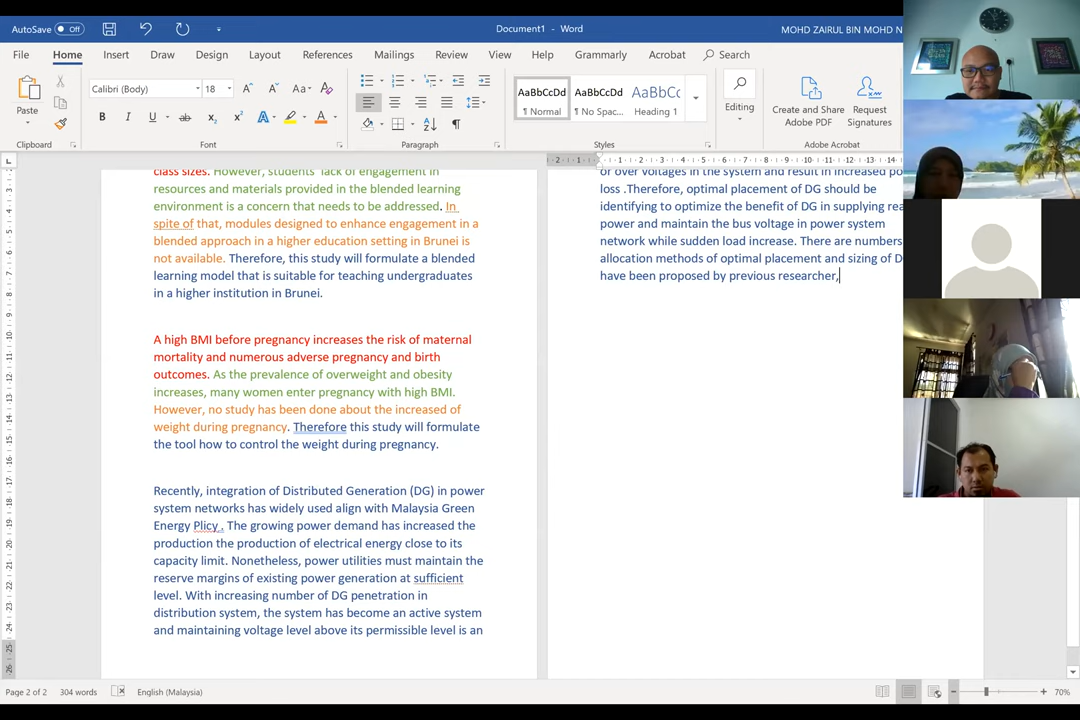 AutoSave Off
Document1 - Word
MOHD ZAIRUL BIN MOHD N
File Home Insert Draw Design Layout References Mailings Review View Help Grammarly Acrobat Search
Paste
Calibri (Body) 18
Editing
Create and Share Adobe PDF
Request Signatures
AaBbCcDd AaBbCcDd AaBbCc
¶ Normal ¶ No Spac... Heading 1
Clipboard Font Paragraph Styles Adobe Acrobat
class sizes. However, students' lack of engagement in
resources and materials provided in the blended learning
environment is a concern that needs to be addressed. In
spite of that, modules designed to enhance engagement in a
blended approach in a higher education setting in Brunei is
not available. Therefore, this study will formulate a blended
learning model that is suitable for teaching undergraduates
in a higher institution in Brunei.
A high BMI before pregnancy increases the risk of maternal
mortality and numerous adverse pregnancy and birth
outcomes. As the prevalence of overweight and obesity
increases, many women enter pregnancy with high BMI.
However, no study has been done about the increased of
weight during pregnancy. Therefore this study will formulate
the tool how to control the weight during pregnancy.
Recently, integration of Distributed Generation (DG) in power
system networks has widely used align with Malaysia Green
Energy Plicy . The growing power demand has increased the
production the production of electrical energy close to its
capacity limit. Nonetheless, power utilities must maintain the
reserve margins of existing power generation at sufficient
level. With increasing number of DG penetration in
distribution system, the system has become an active system
and maintaining voltage level above its permissible level is an
or over voltages in the system and result in increased po
loss .Therefore, optimal placement of DG should be
identifying to optimize the benefit of DG in supplying rea
power and maintain the bus voltage in power system
network while sudden load increase. There are numbers
allocation methods of optimal placement and sizing of D
have been proposed by previous researcher,
Page 2 of 2 304 words English (Malaysia) 70%